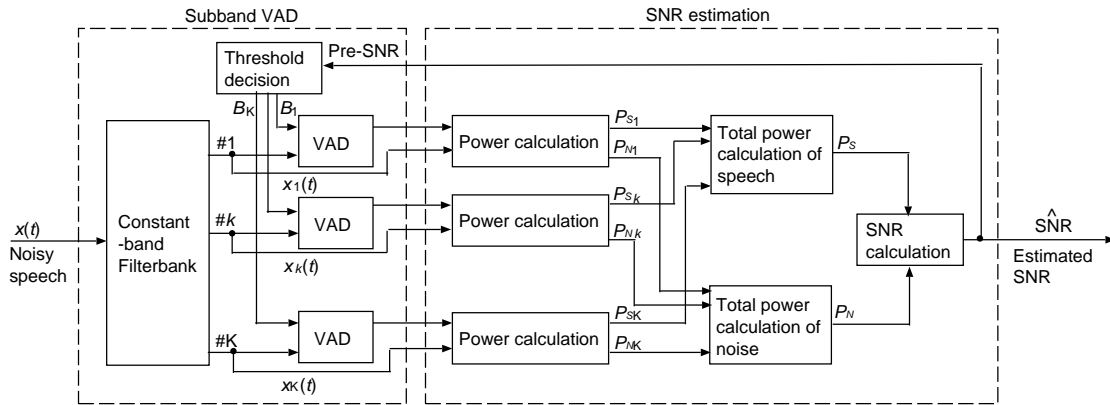 Subband VAD
SNR estimation
Threshold decision
Pre-SNR
B_K
B_1
#1
VAD
x_1(t)
Power calculation
P_S1
P_N1
Total power calculation of speech
P_S
x(t)
Noisy speech
Constant-band Filterbank
#k
VAD
x_k(t)
Power calculation
P_Sk
P_Nk
SNR calculation
SN̂R
Estimated SNR
#K
VAD
x_K(t)
Power calculation
P_SK
P_NK
Total power calculation of noise
P_N